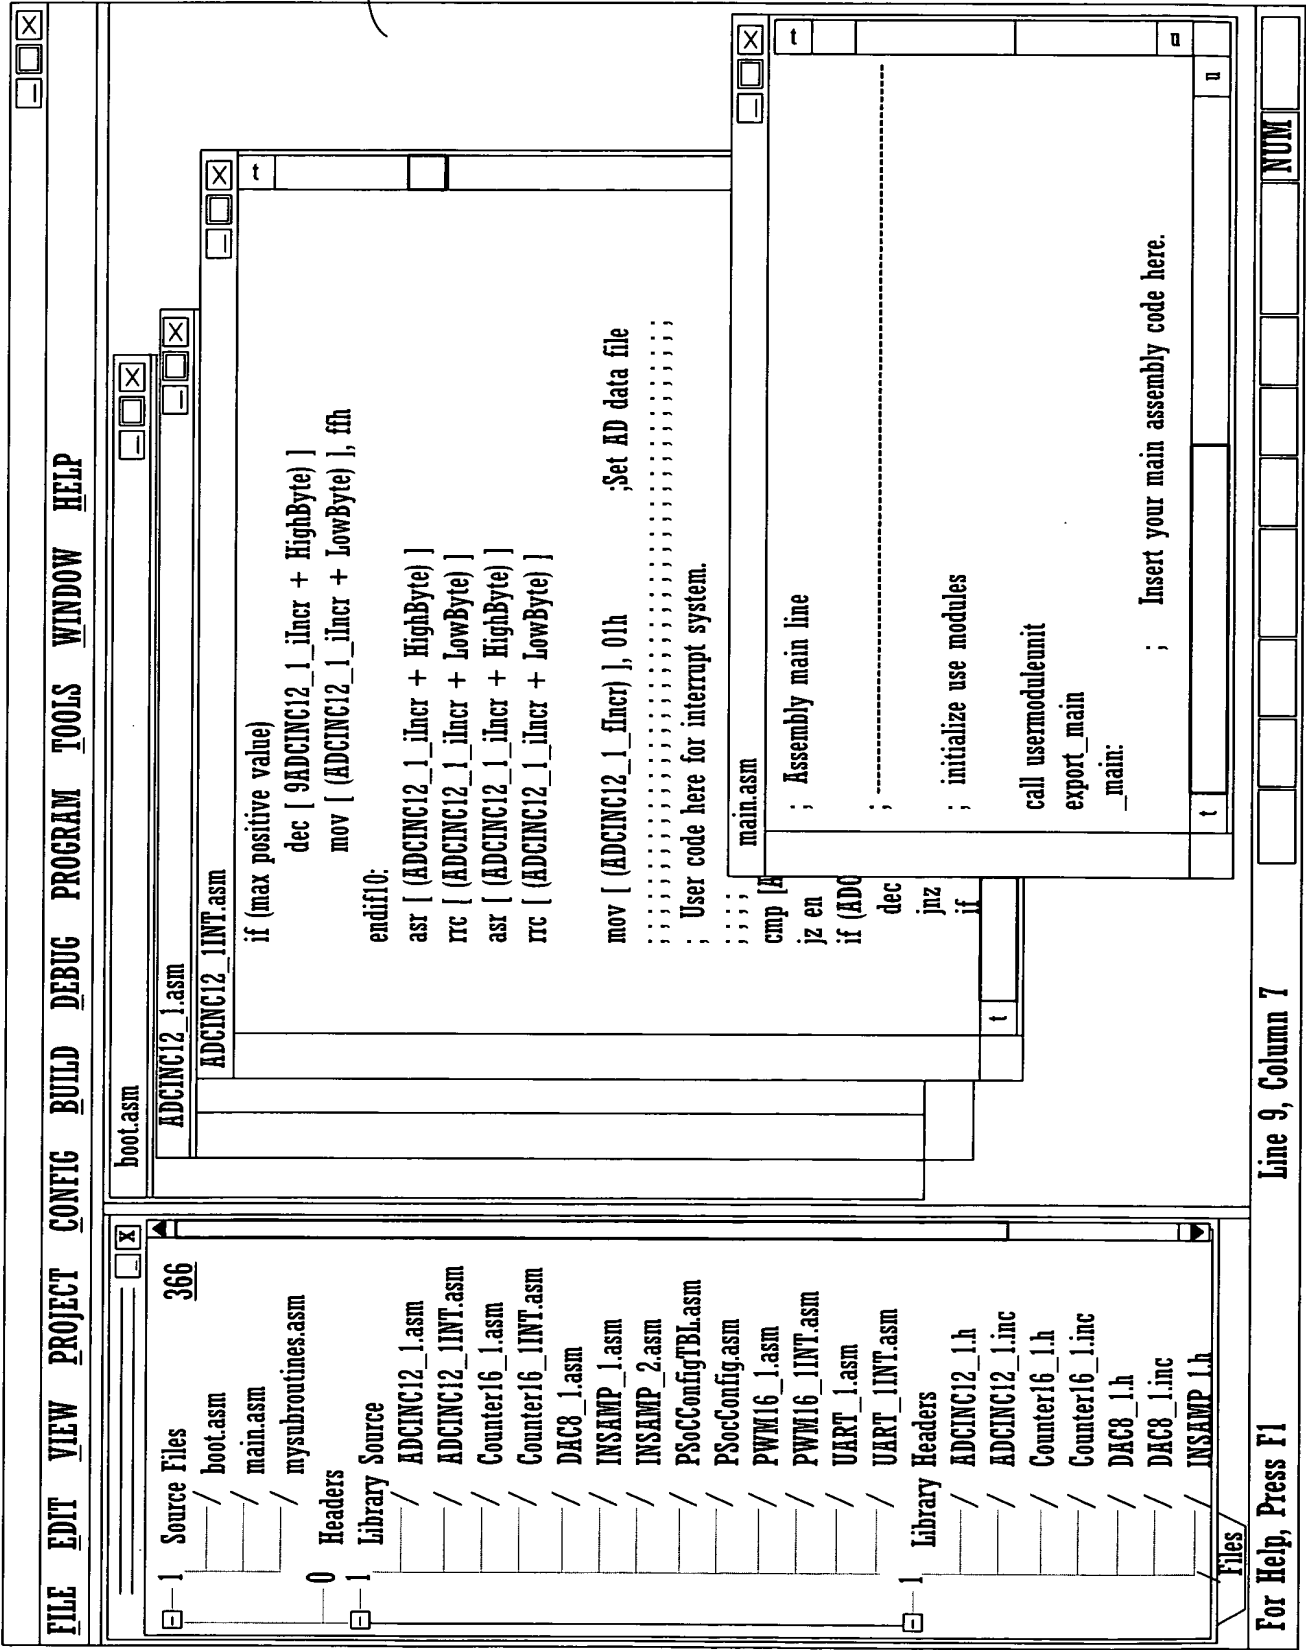 FILE EDIT VIEW PROJECT CONFIG BUILD DEBUG PROGRAM TOOLS WINDOW HELP
366
Source Files
boot.asm
main.asm
mysubroutines.asm
Headers
Library Source
ADCINC12_1.asm
ADCINC12_1INT.asm
Counter16_1.asm
Counter16_1INT.asm
DAC8_1.asm
INSAMP_1.asm
INSAMP_2.asm
PSoCConfigTBL.asm
PSocConfig.asm
PWM16_1.asm
PWM16_1INT.asm
UART_1.asm
UART_1INT.asm
Library Headers
ADCINC12_1.h
ADCINC12_1.inc
Counter16_1.h
Counter16_1.inc
DAC8_1.h
DAC8_1.inc
INSAMP_1.h
Files
boot.asm
ADCINC12_1.asm
ADCINC12_1INT.asm
if (max positive value)
dec [ 9ADCINC12_1_iIncr + HighByte) ]
mov [ (ADCINC12_1_iIncr + LowByte) ], ffh
endif10:
asr [ (ADCINC12_1_iIncr + HighByte) ]
rrc [ (ADCINC12_1_iIncr + LowByte) ]
asr [ (ADCINC12_1_iIncr + HighByte) ]
rrc [ (ADCINC12_1_iIncr + LowByte) ]
mov [ (ADCINC12_1_fIncr) ], 01h ;Set AD data file
;;;;;;;;;;;;;;;;;;;;;;;;;;;;;;;;;;;;;;;;
; User code here for interrupt system.
;;;;;;;;;;;;;;;;;;;;;;;;;;;;;;;;;;;;;;;;
cmp [A
jz en
if (ADC
dec
jnz
if
main.asm
; Assembly main line
;------------------------------------------------------------
; initialize use modules
call usermoduleunit
export_main
_main:
; Insert your main assembly code here.
For Help, Press F1
Line 9, Column 7
NUM